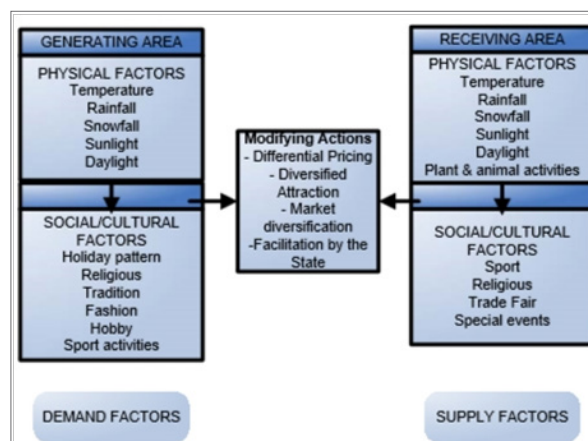 GENERATING AREA
PHYSICAL FACTORS
Temperature
Rainfall
Snowfall
Sunlight
Daylight
SOCIAL/CULTURAL
FACTORS
Holiday pattern
Religious
Tradition
Fashion
Hobby
Sport activities
DEMAND FACTORS
Modifying Actions
- Differential Pricing
- Diversified
Attraction
- Market
diversification
-Facilitation by the
State
RECEIVING AREA
PHYSICAL FACTORS
Temperature
Rainfall
Snowfall
Sunlight
Daylight
Plant & animal activities
SOCIAL/CULTURAL
FACTORS
Sport
Religious
Trade Fair
Special events
SUPPLY FACTORS